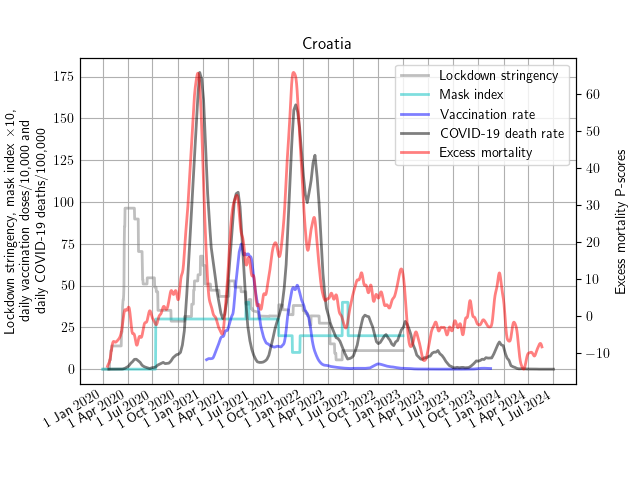 Croatia
Lockdown stringency
Mask index
Vaccination rate
COVID-19 death rate
Excess mortality
Lockdown stringency, mask index ×10,
daily vaccination doses/10,000 and
daily COVID-19 deaths/100,000
175
150
125
100
75
50
25
0
60
50
40
30
20
10
0
−10
Excess mortality P-scores
1 Jan 2020
1 Apr 2020
1 Jul 2020
1 Oct 2020
1 Jan 2021
1 Apr 2021
1 Jul 2021
1 Oct 2021
1 Jan 2022
1 Apr 2022
1 Jul 2022
1 Oct 2022
1 Jan 2023
1 Apr 2023
1 Jul 2023
1 Oct 2023
1 Jan 2024
1 Apr 2024
1 Jul 2024